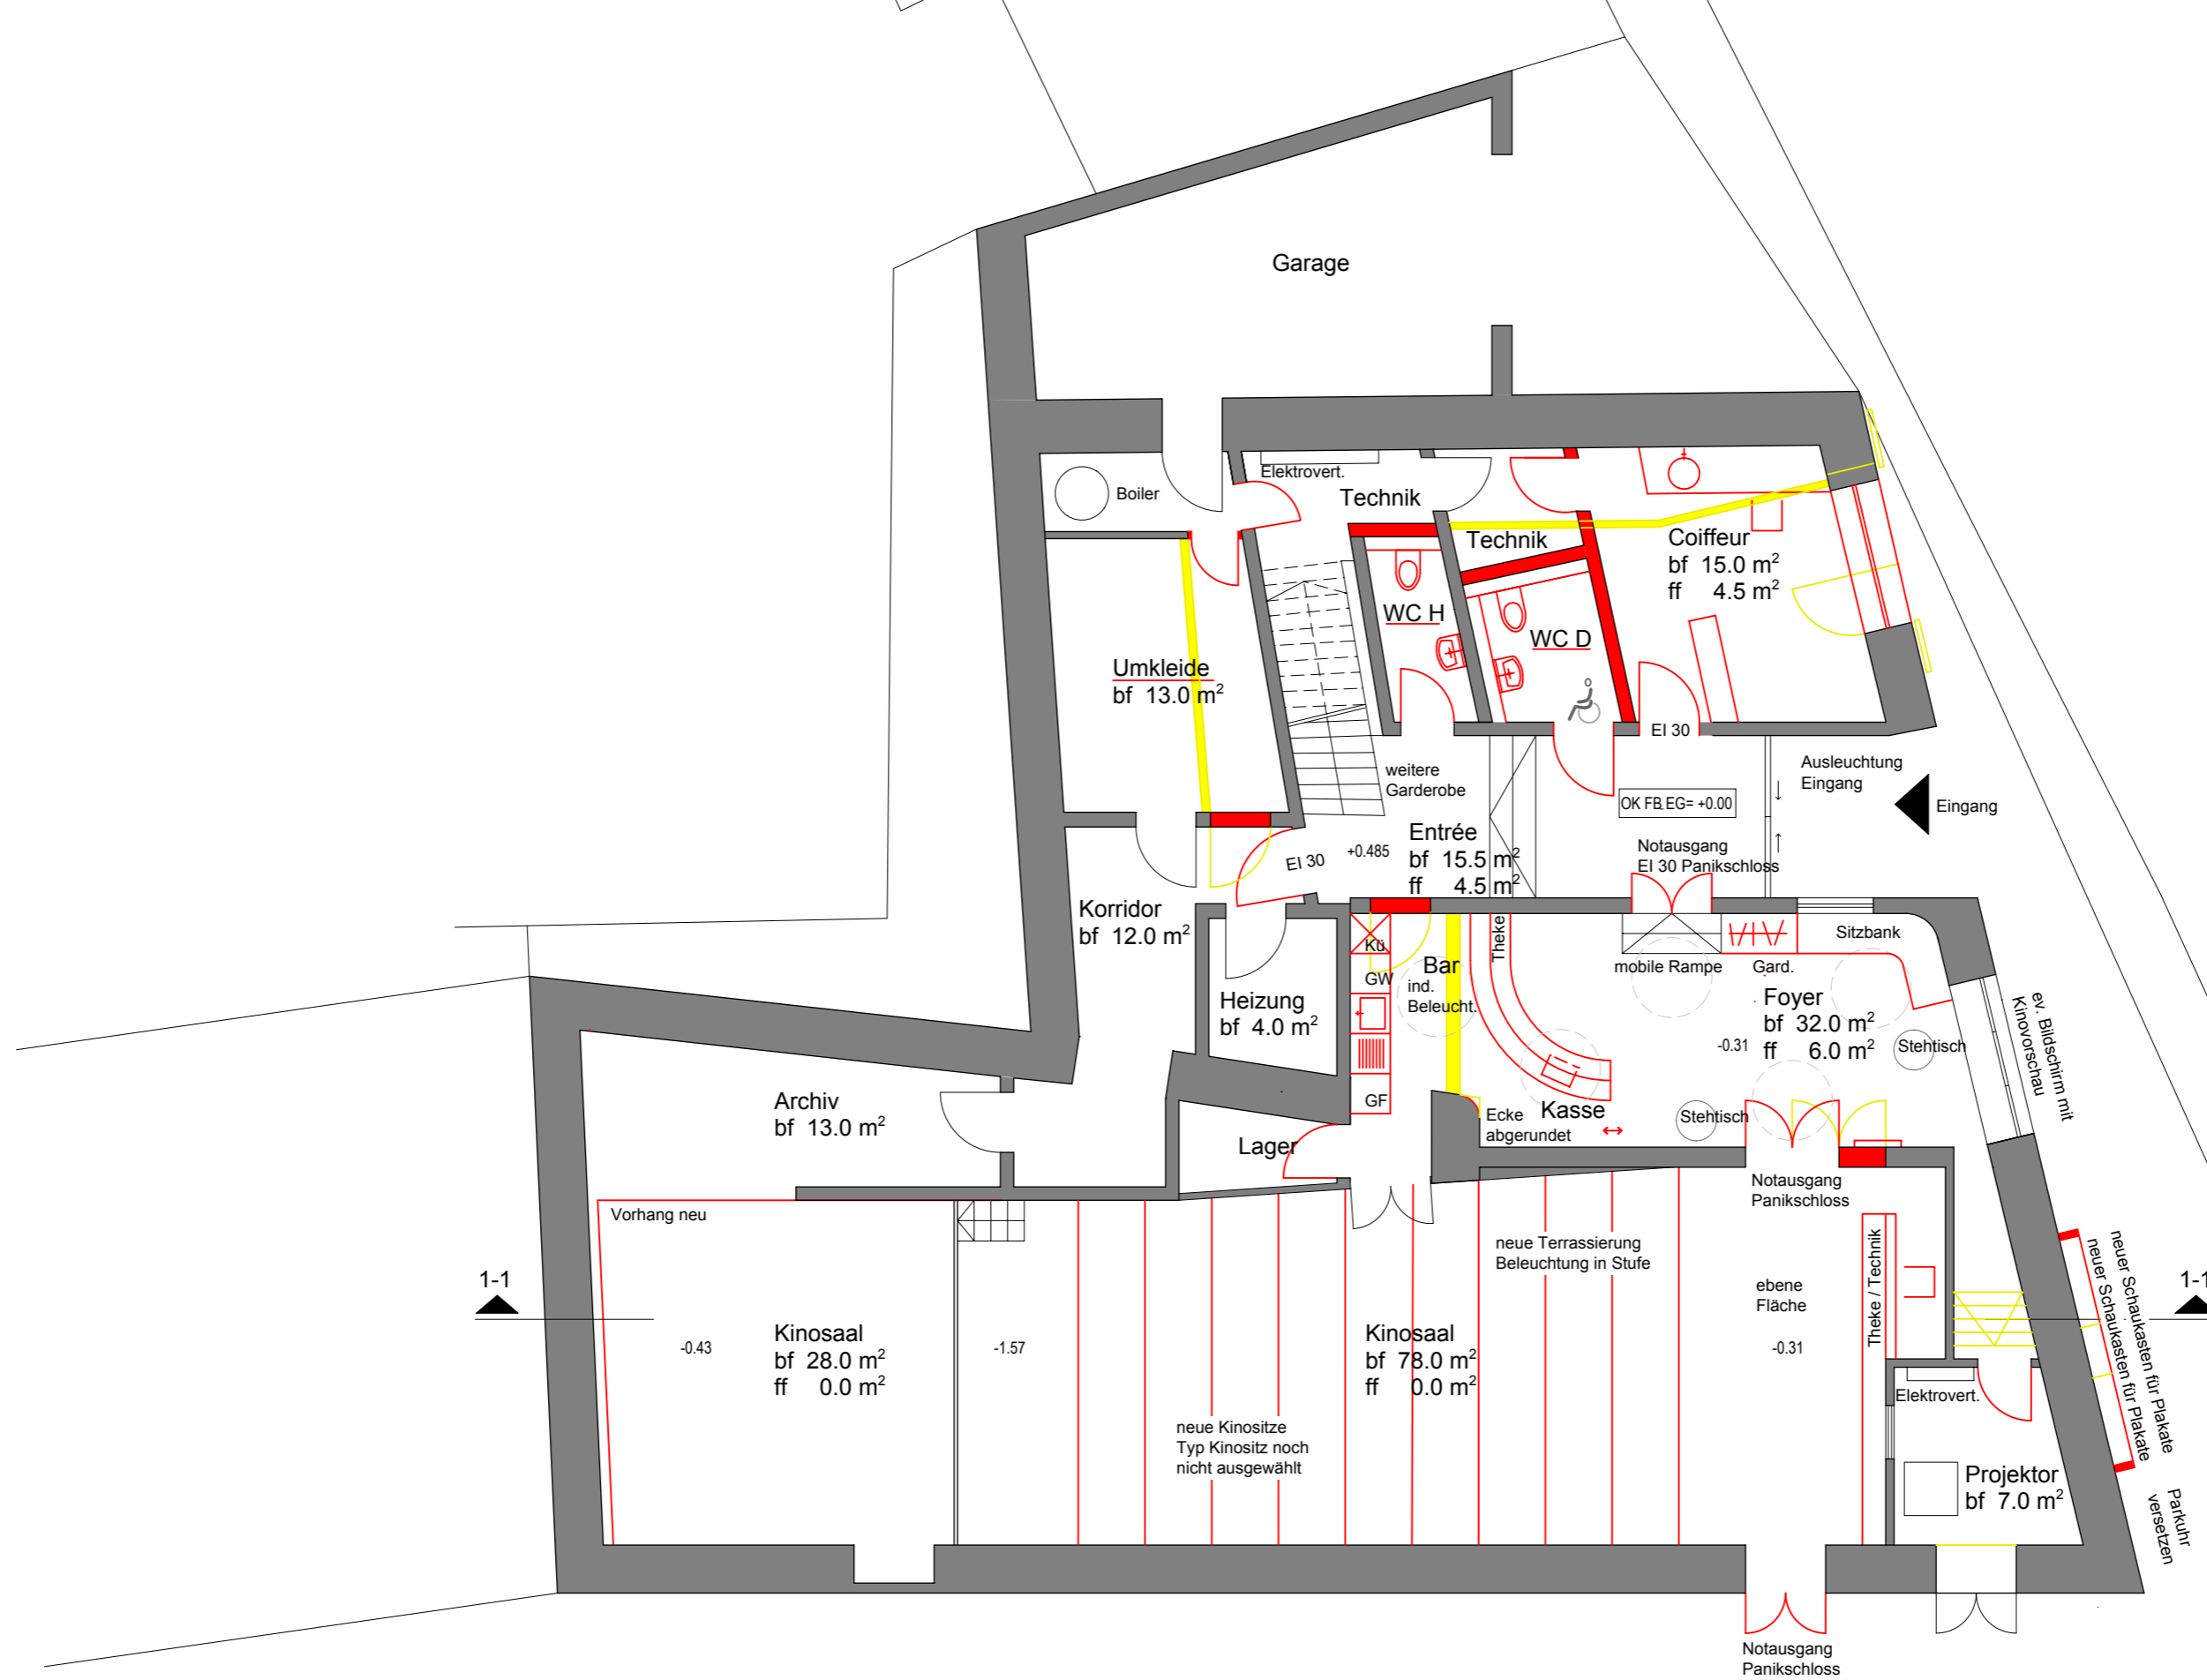 Garage
Elektrovert.
Boiler
Technik
Technik
Coiffeur
bf 15.0 m²
ff 4.5 m²
WC H
WC D
Umkleide
bf 13.0 m²
EI 30
weitere
Garderobe
Ausleuchtung
Eingang
Eingang
OK FB EG= +0.00
Entrée
bf 15.5 m²
ff 4.5 m²
+0.485
EI 30
Notausgang
EI 30 Panikschloss
Korridor
bf 12.0 m²
Kü
GW
Bar
ind.
Beleucht.
Theke
mobile Rampe
Gard.
Sitzbank
Heizung
bf 4.0 m²
Foyer
bf 32.0 m²
ff 6.0 m²
-0.31
Stehtisch
ev. Bildschirm mit
Kinovorschau
GF
Ecke
abgerundet
Kasse
Stehtisch
Archiv
bf 13.0 m²
Lager
Notausgang
Panikschloss
Vorhang neu
neue Terrassierung
Beleuchtung in Stufe
ebene
Fläche
Theke / Technik
neuer Schaukasten für Plakate
neuer Schaukasten für Plakate
1-1
1-1
-0.43
Kinosaal
bf 28.0 m²
ff 0.0 m²
-1.57
Kinosaal
bf 78.0 m²
ff 0.0 m²
-0.31
Elektrovert.
neue Kinositze
Typ Kinositz noch
nicht ausgewählt
Projektor
bf 7.0 m²
Parkuhr
versetzen
Notausgang
Panikschloss